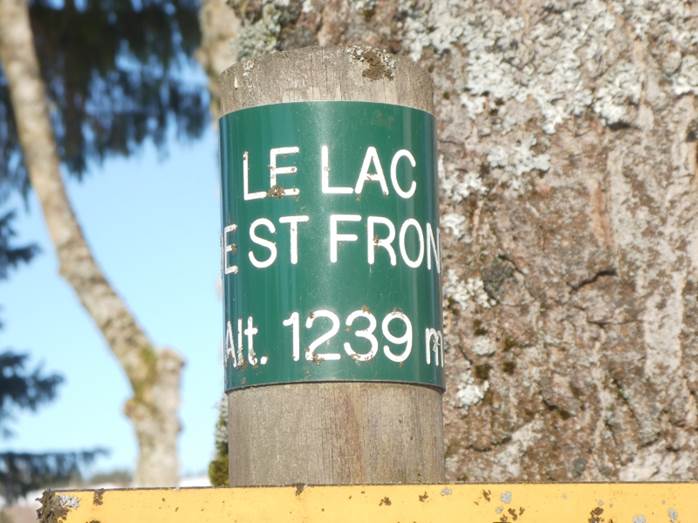 LE LAC
E ST FRON
Alt. 1239 m